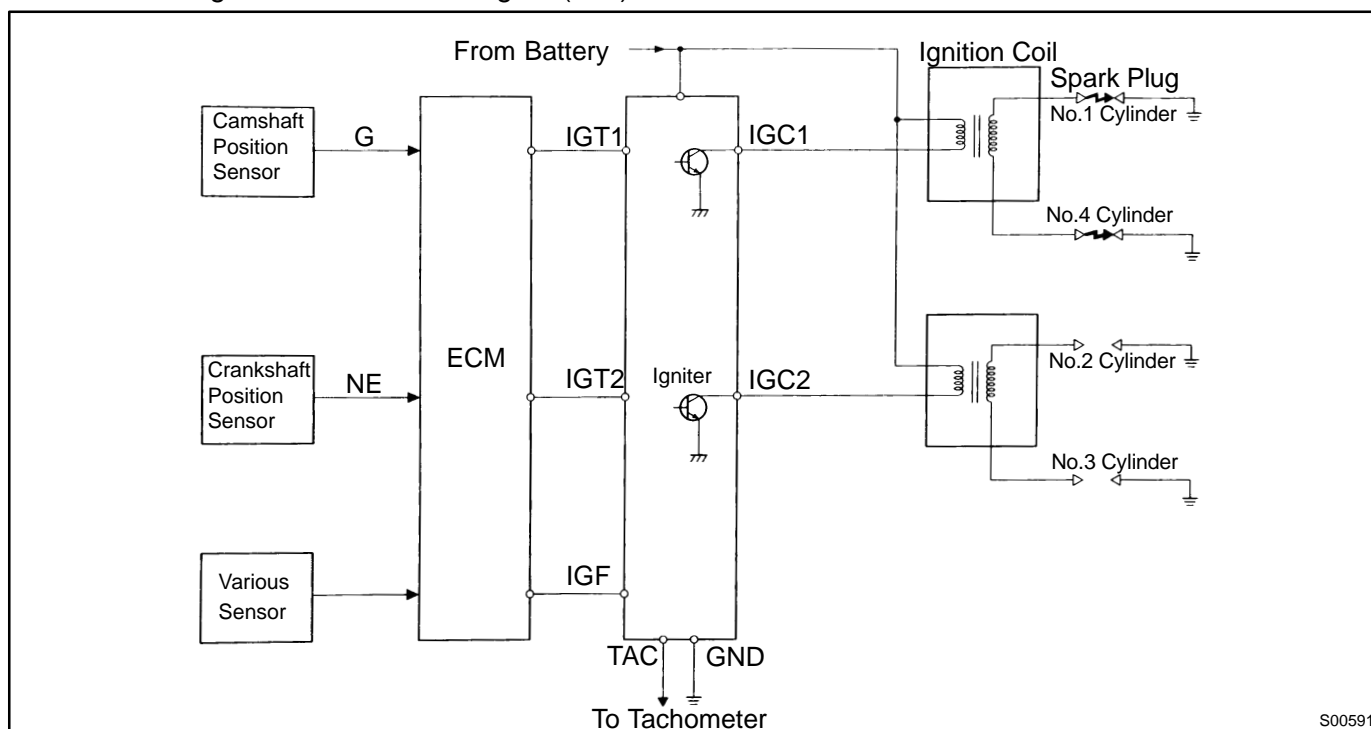 From Battery
Ignition Coil
Spark Plug
No.1 Cylinder
Camshaft
Position
Sensor
G
IGT1
IGC1
No.4 Cylinder
ECM
Crankshaft
Position
Sensor
NE
IGT2
Igniter
IGC2
No.2 Cylinder
No.3 Cylinder
Various
Sensor
IGF
TAC
GND
To Tachometer
S00591